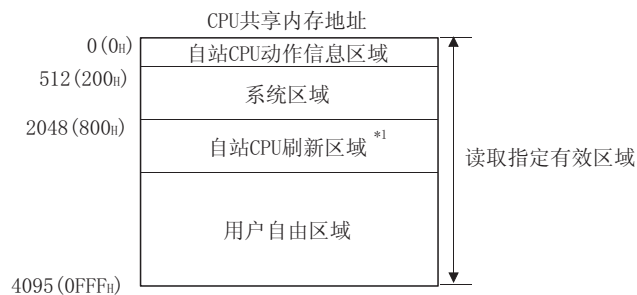 CPU共享内存地址
0(0H)
自站CPU动作信息区域
512(200H)
系统区域
2048(800H)
自站CPU刷新区域 *1
读取指定有效区域
用户自由区域
4095(0FFFH)